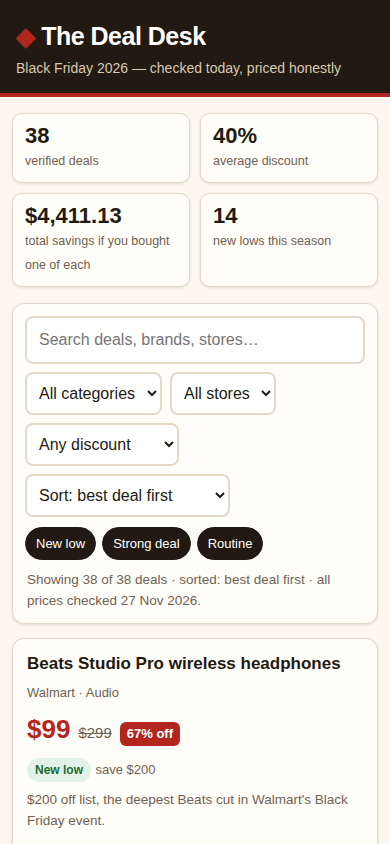 The Deal Desk
Black Friday 2026 — checked today, priced honestly
38
verified deals
40%
average discount
$4,411.13
total savings if you bought
one of each
14
new lows this season
Search deals, brands, stores…
All categories
All stores
Any discount
Sort: best deal first
New low
Strong deal
Routine
Showing 38 of 38 deals · sorted: best deal first · all
prices checked 27 Nov 2026.
Beats Studio Pro wireless headphones
Walmart · Audio
$99 $299 67% off
New low save $200
$200 off list, the deepest Beats cut in Walmart's Black
Friday event.